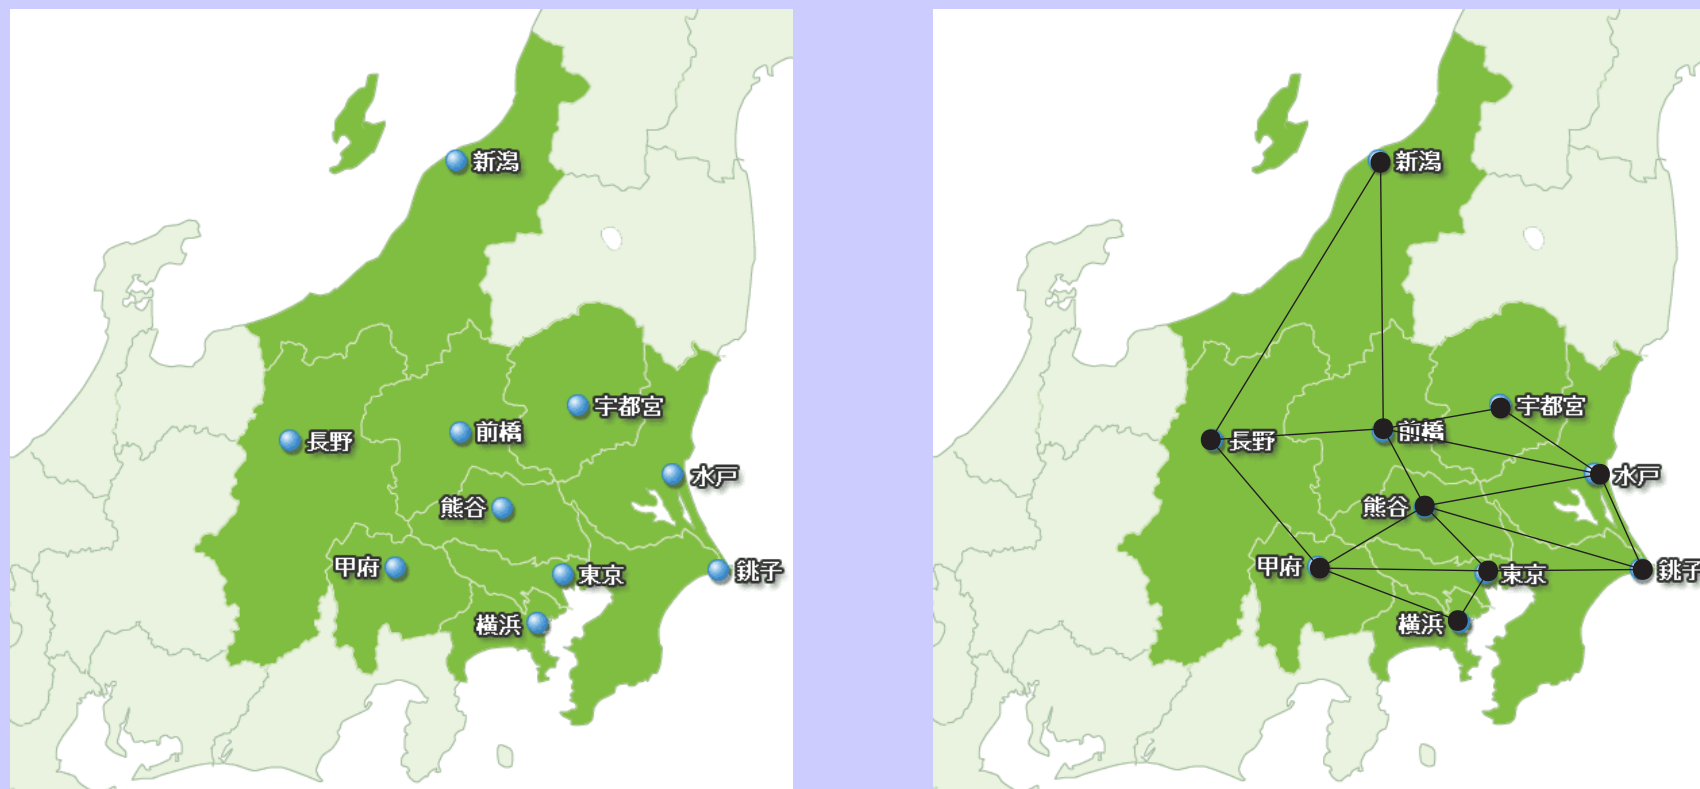 新潟
宇都宮
前橋
長野
水戸
熊谷
甲府
東京
銚子
横浜
新潟
宇都宮
前橋
長野
水戸
熊谷
甲府
東京
銚子
横浜